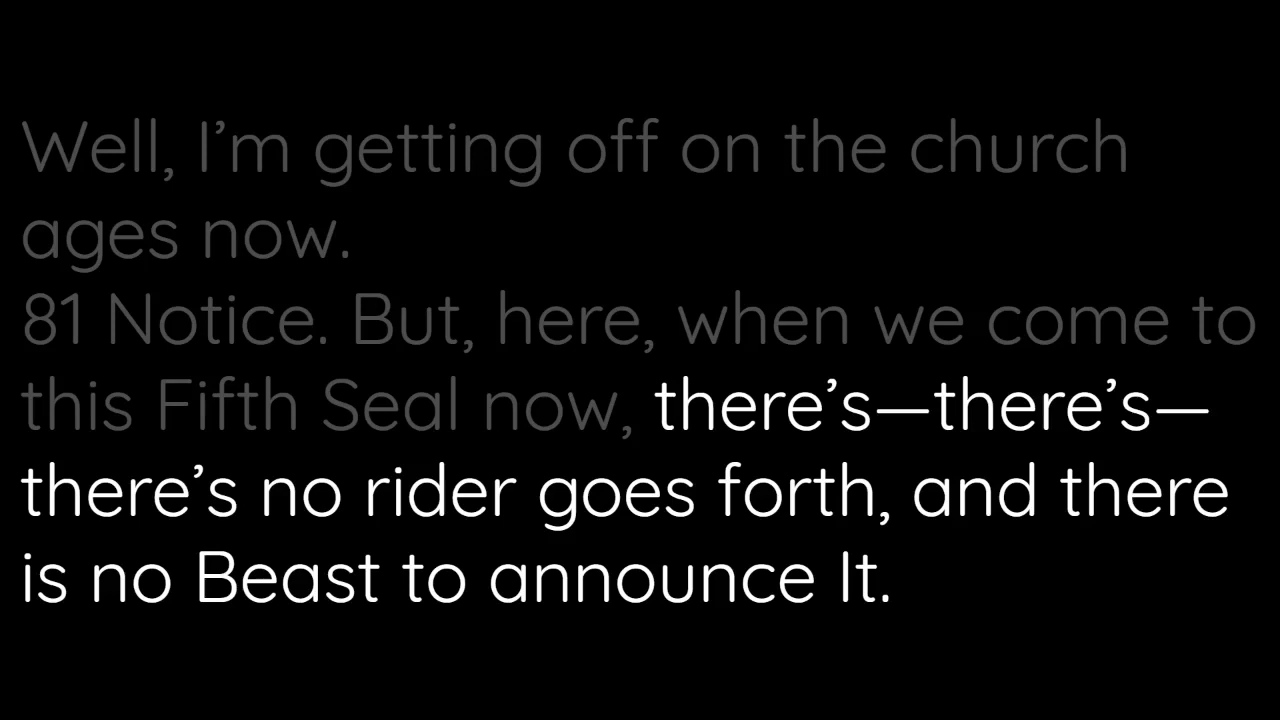 Well, I’m getting off on the church
ages now.
81 Notice. But, here, when we come to
this Fifth Seal now, there’s—there’s—
there’s no rider goes forth, and there
is no Beast to announce It.